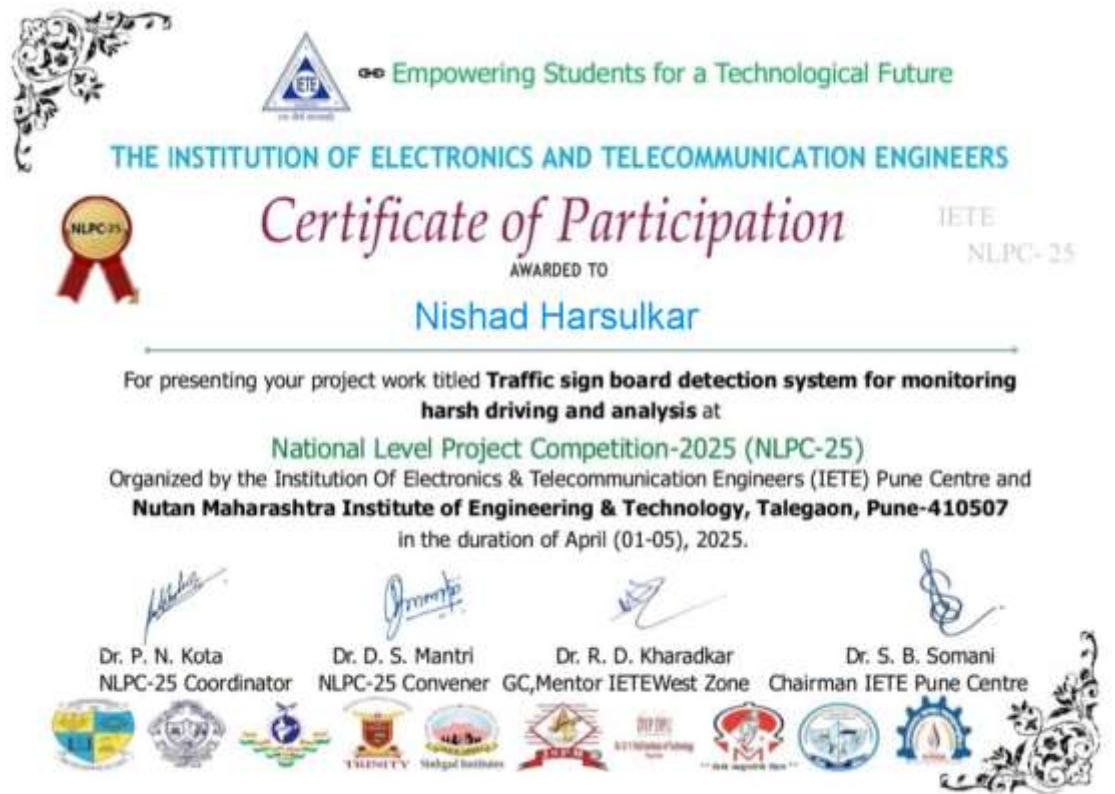 IETE
Empowering Students for a Technological Future
THE INSTITUTION OF ELECTRONICS AND TELECOMMUNICATION ENGINEERS
NLPC-25
Certificate of Participation
IETE
NLPC- 25
AWARDED TO
Nishad Harsulkar
For presenting your project work titled Traffic sign board detection system for monitoring
harsh driving and analysis at
National Level Project Competition-2025 (NLPC-25)
Organized by the Institution Of Electronics & Telecommunication Engineers (IETE) Pune Centre and
Nutan Maharashtra Institute of Engineering & Technology, Talegaon, Pune-410507
in the duration of April (01-05), 2025.
Dr. P. N. Kota Dr. D. S. Mantri Dr. R. D. Kharadkar Dr. S. B. Somani
NLPC-25 Coordinator NLPC-25 Convener GC,Mentor IETEWest Zone Chairman IETE Pune Centre
TRINITY Sinhgad Institutes